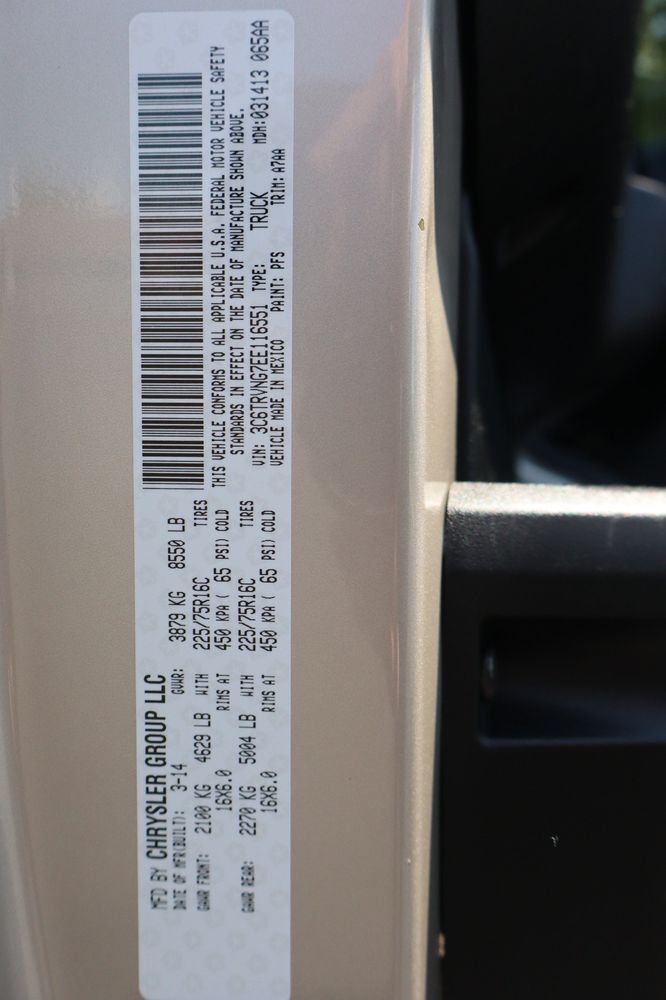 MFD BY CHRYSLER GROUP LLC
DATE OF MFR(BUILT): 3-14 GVWR: 3879 KG 8550 LB
GAWR FRONT: 2100 KG 4629 LB WITH 225/75R16C TIRES
16X6.0 RIMS AT 450 KPA ( 65 PSI) COLD
GAWR REAR: 2270 KG 5004 LB WITH 225/75R16C TIRES
16X6.0 RIMS AT 450 KPA ( 65 PSI) COLD
THIS VEHICLE CONFORMS TO ALL APPLICABLE U.S.A. FEDERAL MOTOR VEHICLE SAFETY
STANDARDS IN EFFECT ON THE DATE OF MANUFACTURE SHOWN ABOVE.
VIN: 3C6TRVNG7EE116551 TYPE: TRUCK MDH:031413 065AA
VEHICLE MADE IN MEXICO PAINT: PFS TRIM: A7AA